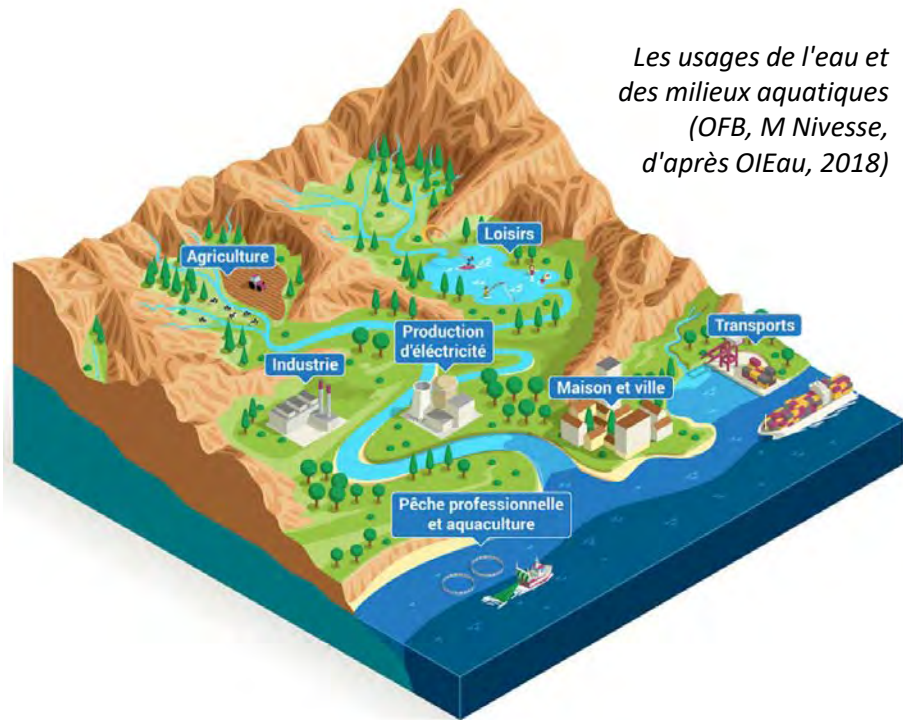 Les usages de l'eau et
des milieux aquatiques
(OFB, M Nivesse,
d'après OIEau, 2018)
Loisirs
Agriculture
Transports
Production
d'éléctricité
Industrie
Maison et ville
Pêche professionnelle
et aquaculture